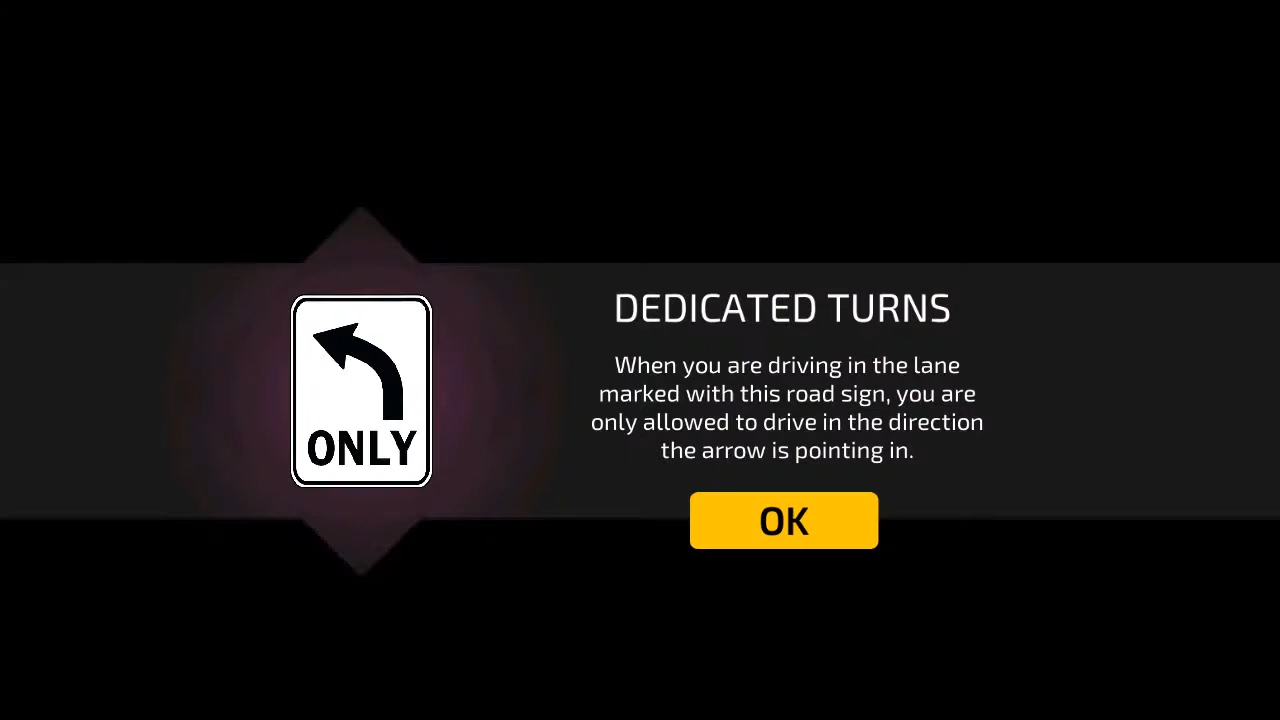 ONLY
DEDICATED TURNS
When you are driving in the lane
marked with this road sign, you are
only allowed to drive in the direction
the arrow is pointing in.
OK